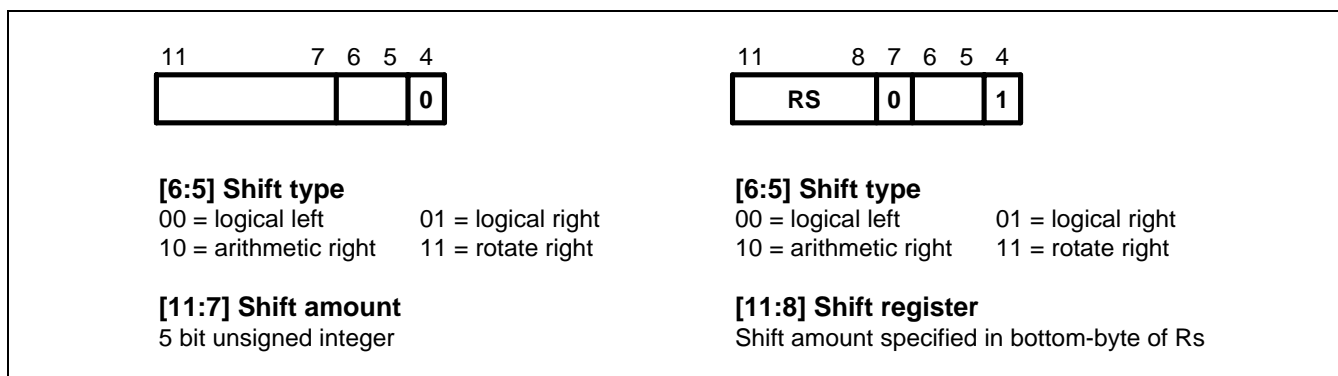 11 7 6 5 4
0
[6:5] Shift type
00 = logical left 01 = logical right
10 = arithmetic right 11 = rotate right
[11:7] Shift amount
5 bit unsigned integer
11 8 7 6 5 4
RS 0 1
[6:5] Shift type
00 = logical left 01 = logical right
10 = arithmetic right 11 = rotate right
[11:8] Shift register
Shift amount specified in bottom-byte of Rs